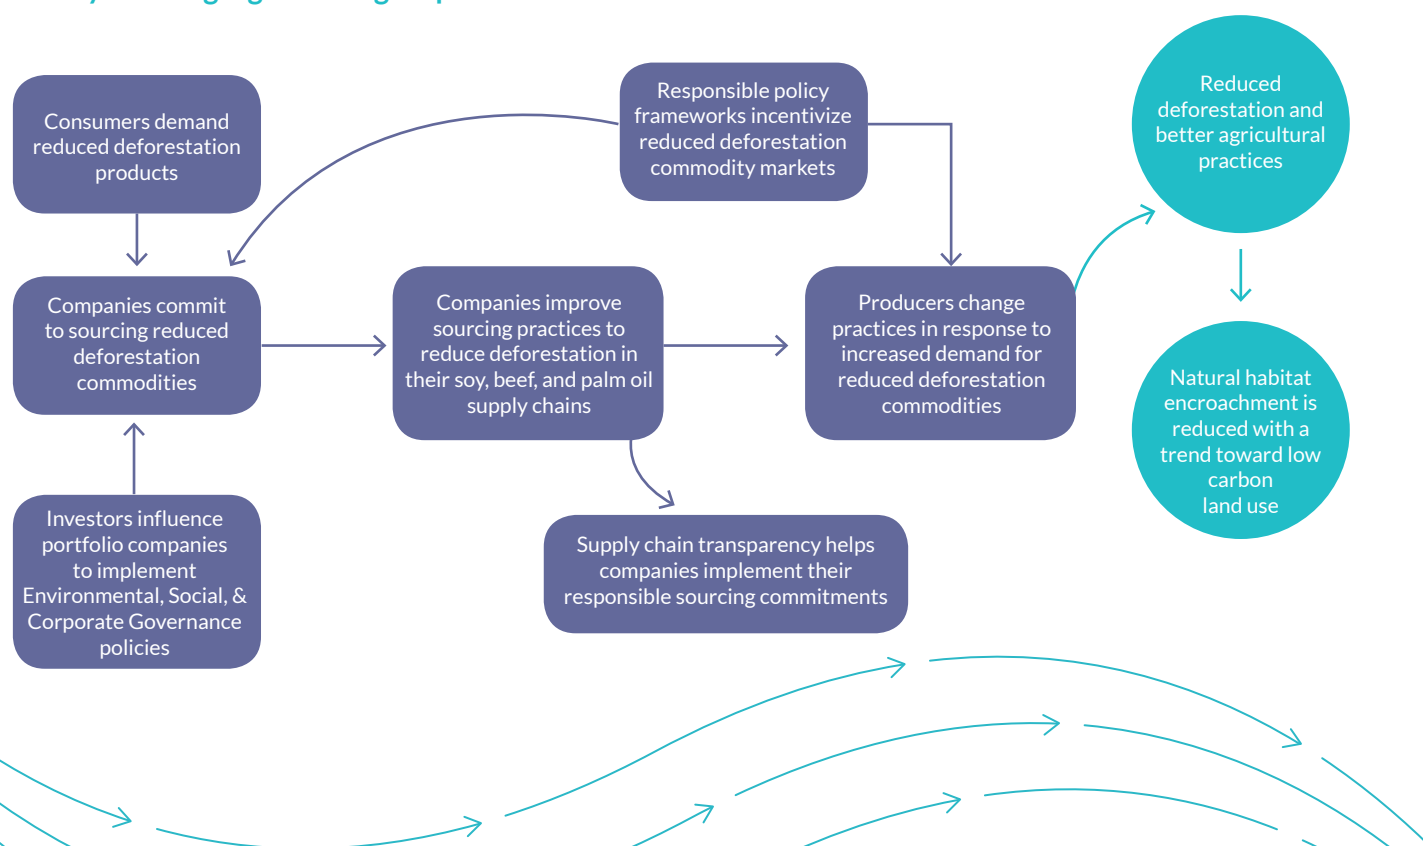 Consumers demand
reduced deforestation
products
Responsible policy
frameworks incentivize
reduced deforestation
commodity markets
Reduced
deforestation and
better agricultural
practices
Companies commit
to sourcing reduced
deforestation
commodities
Companies improve
sourcing practices to
reduce deforestation in
their soy, beef, and palm oil
supply chains
Producers change
practices in response to
increased demand for
reduced deforestation
commodities
Natural habitat
encroachment is
reduced with a
trend toward low
carbon
land use
Investors influence
portfolio companies
to implement
Environmental, Social, &
Corporate Governance
policies
Supply chain transparency helps
companies implement their
responsible sourcing commitments